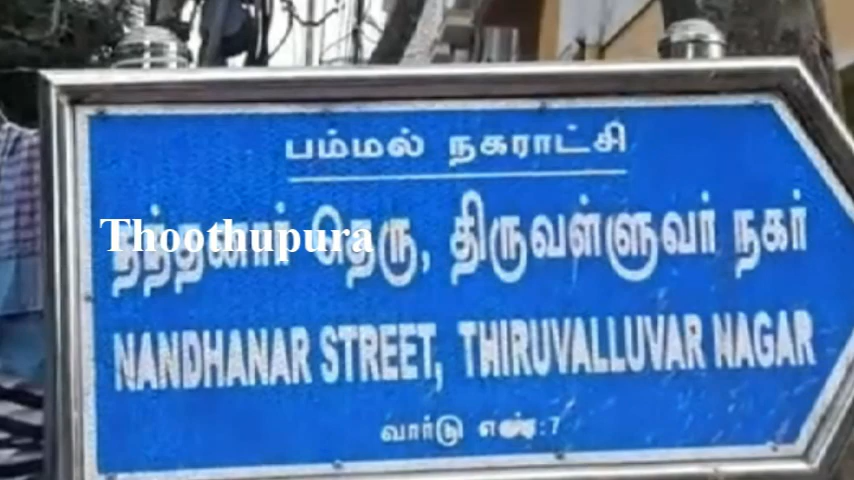 பம்மல் நகராட்சி
Thoothupura
நந்தனார் தெரு, திருவள்ளுவர் நகர்
NANDHANAR STREET, THIRUVALLUVAR NAGAR
வார்டு எண்:7